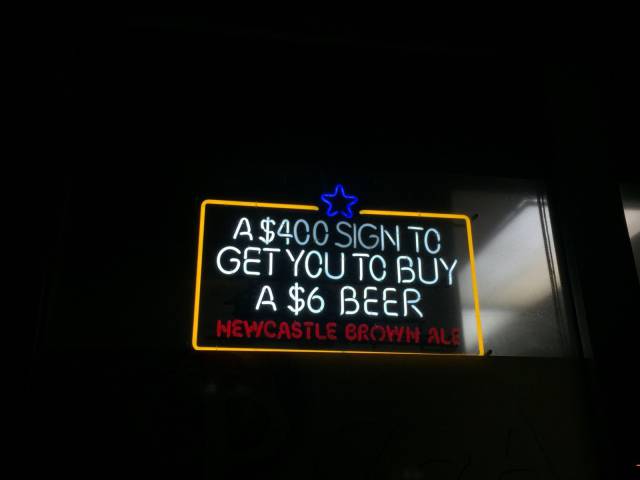 A $400 SIGN TO
GET YOU TO BUY
A $6 BEER
NEWCASTLE BROWN ALE